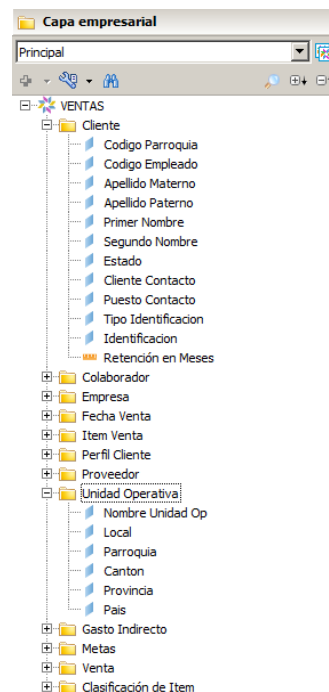 Capa empresarial
Principal
VENTAS
Cliente
Codigo Parroquia
Codigo Empleado
Apellido Materno
Apellido Paterno
Primer Nombre
Segundo Nombre
Estado
Cliente Contacto
Puesto Contacto
Tipo Identificacion
Identificacion
Retención en Meses
Colaborador
Empresa
Fecha Venta
Item Venta
Perfil Cliente
Proveedor
Unidad Operativa
Nombre Unidad Op
Local
Parroquia
Canton
Provincia
Pais
Gasto Indirecto
Metas
Venta
Clasificación de Item